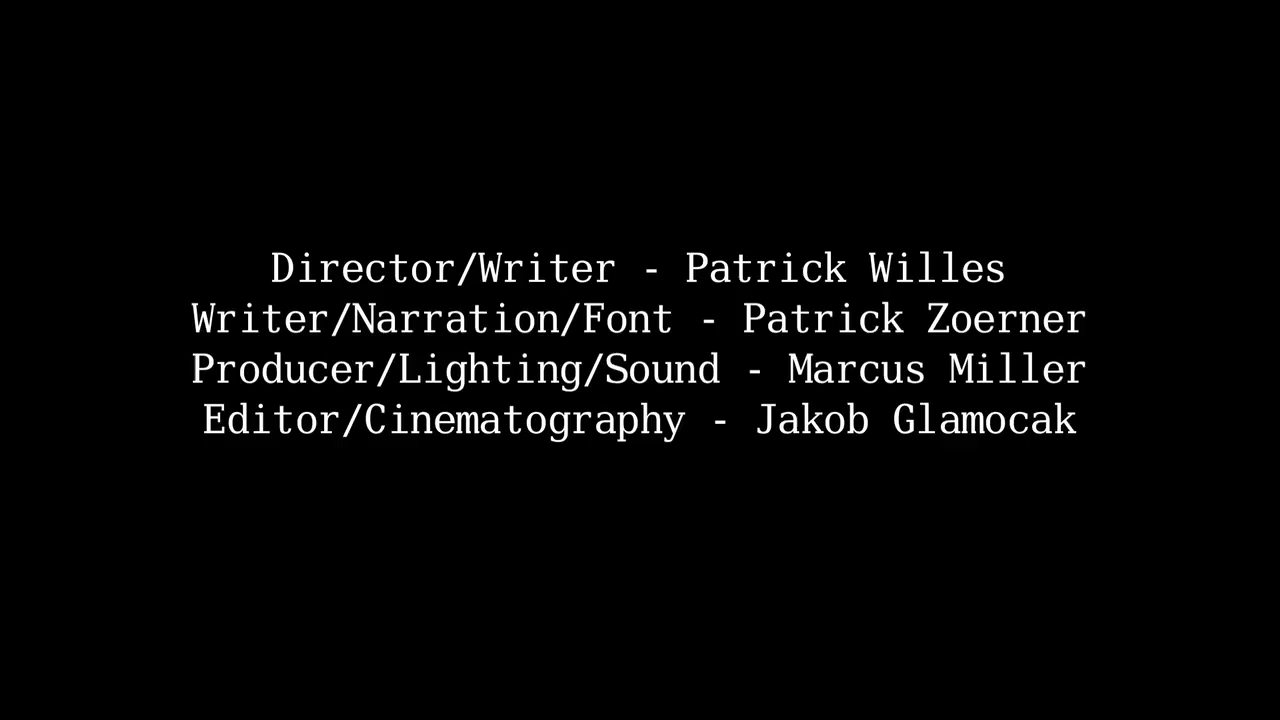 Director/Writer - Patrick Willes
Writer/Narration/Font - Patrick Zoerner
Producer/Lighting/Sound - Marcus Miller
Editor/Cinematography - Jakob Glamocak